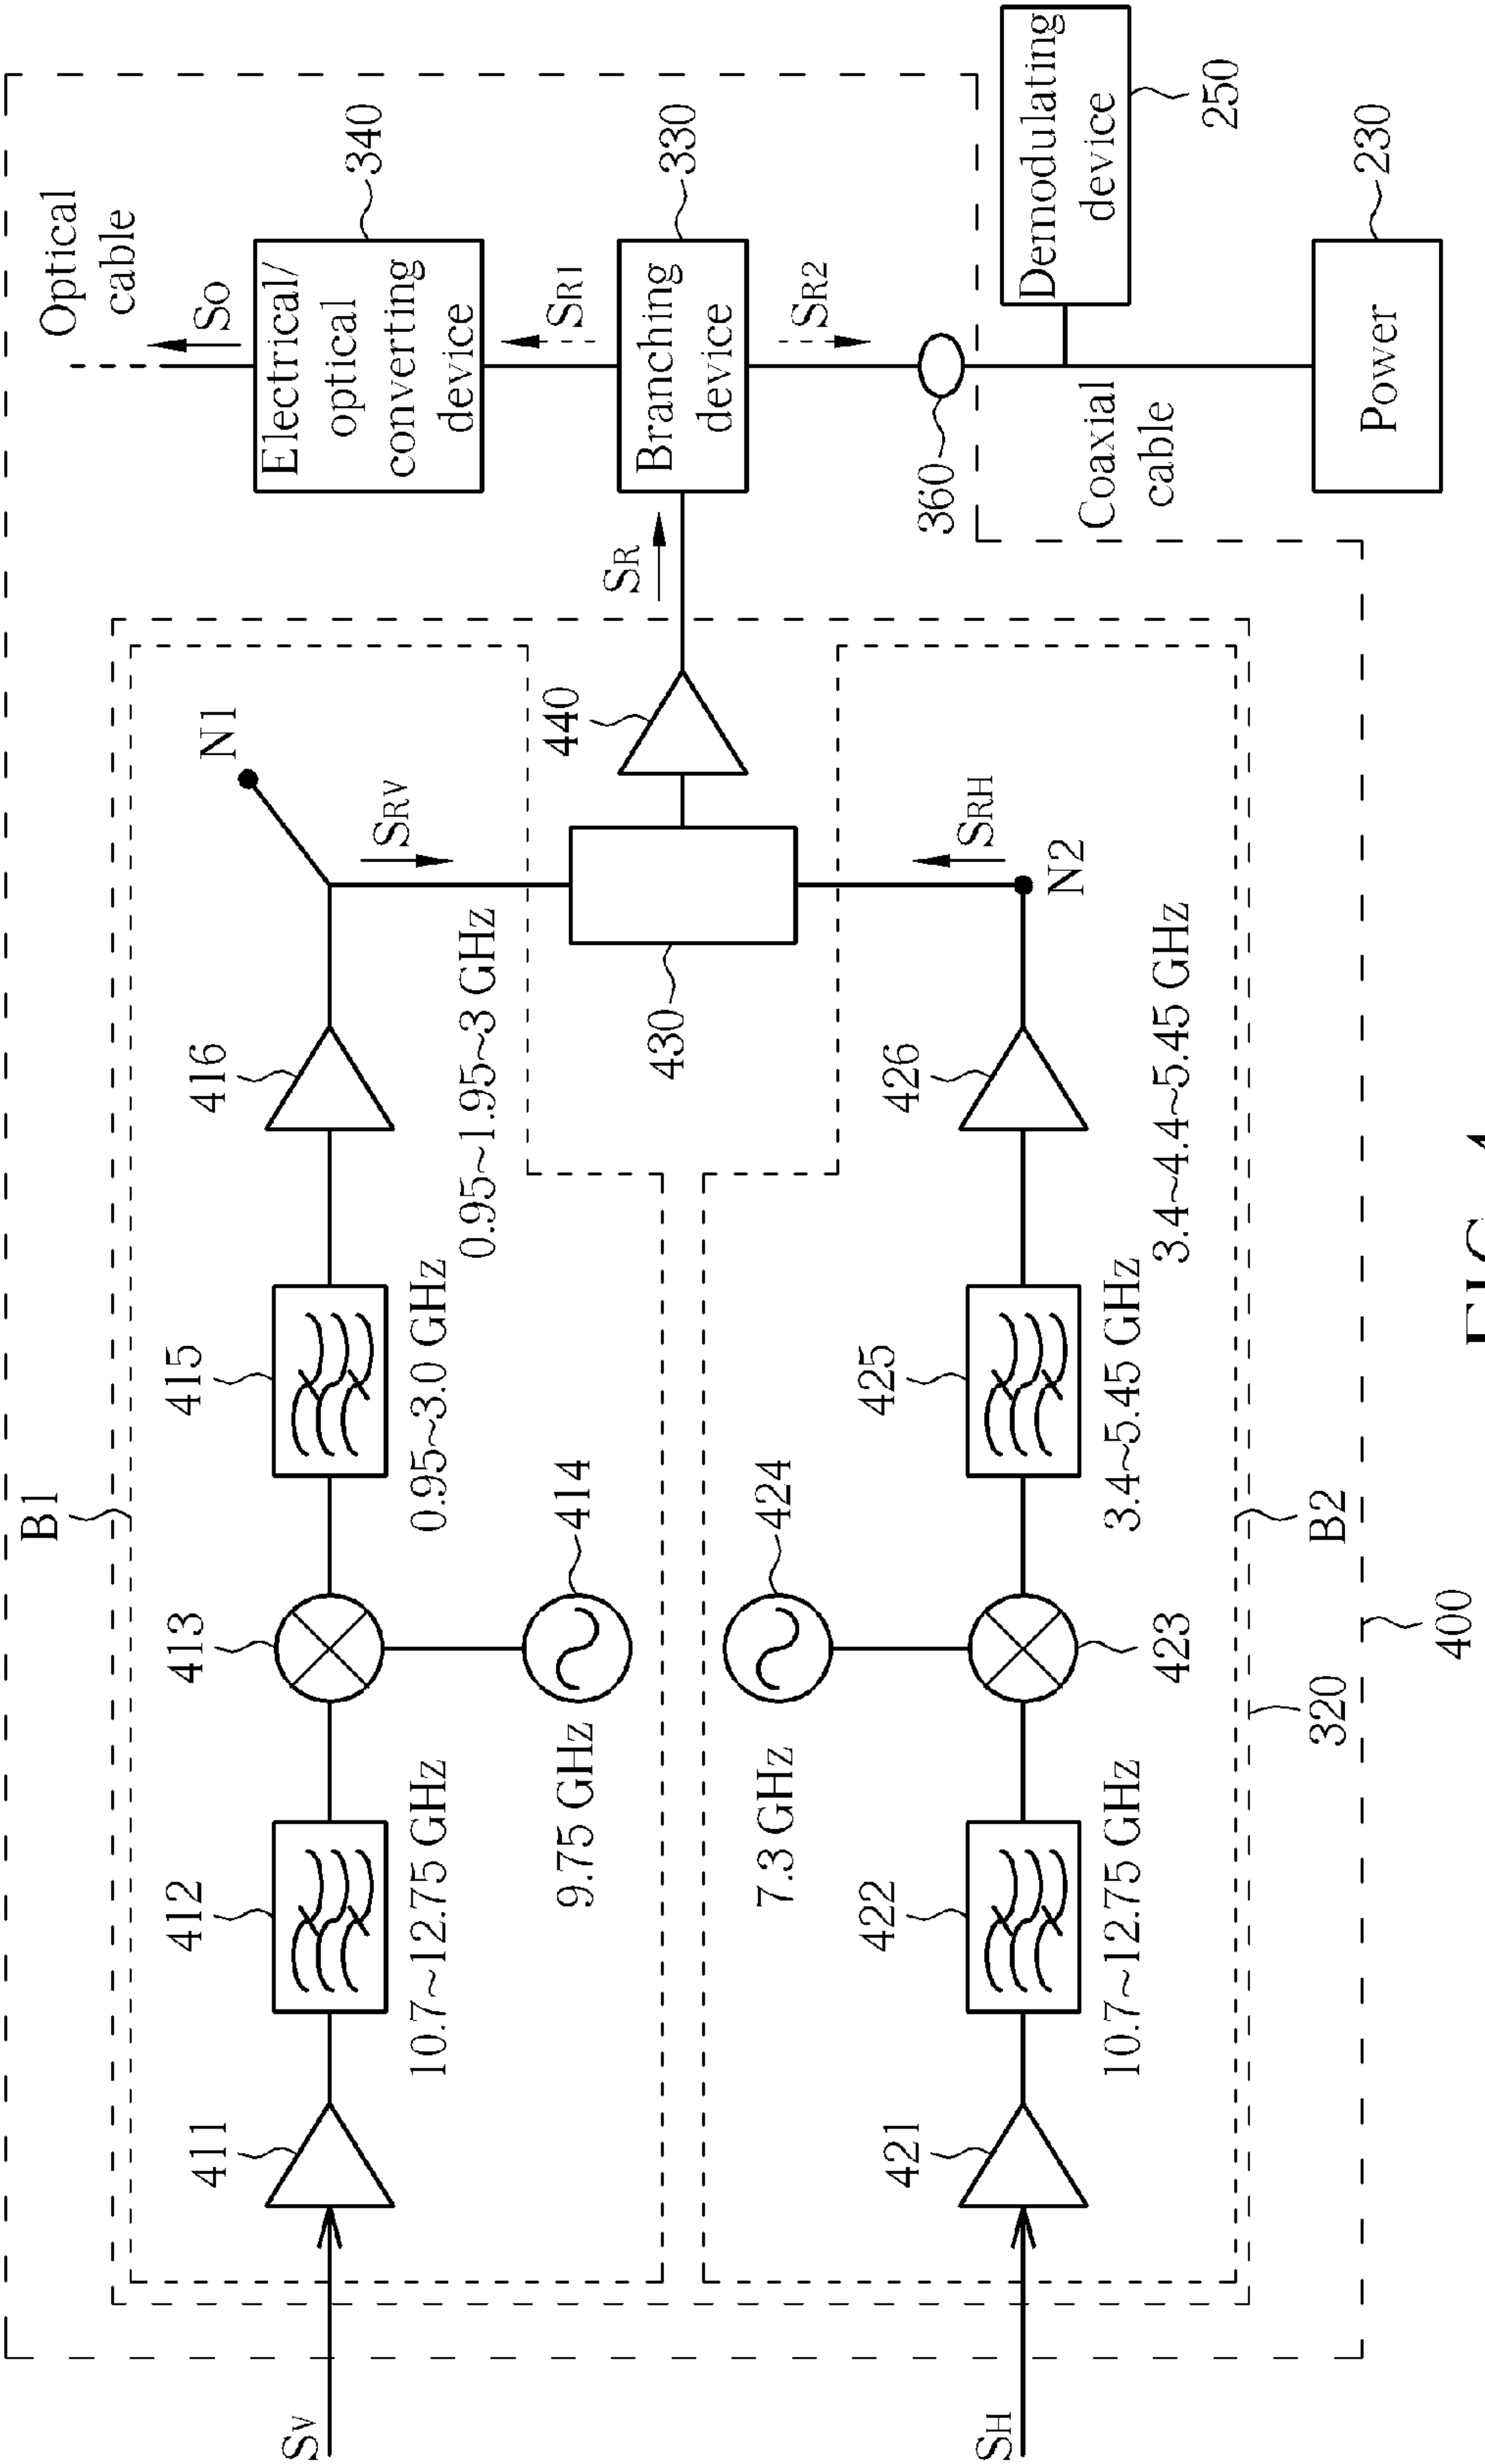 Optical
cable
So
Electrical/
optical
converting
device
340
SR1
Branching
device
330
SR2
360
Coaxial
cable
Demodulating
device
250
Power
230
SR
B1
SV
411
412
10.7~12.75 GHz
413
414
9.75 GHz
415
0.95~3.0 GHz
416
0.95~1.95~3 GHz
N1
SRV
430
440
SRH
N2
SH
421
422
10.7~12.75 GHz
423
424
7.3 GHz
425
3.4~5.45 GHz
426
3.4~4.4~5.45 GHz
B2
320
400